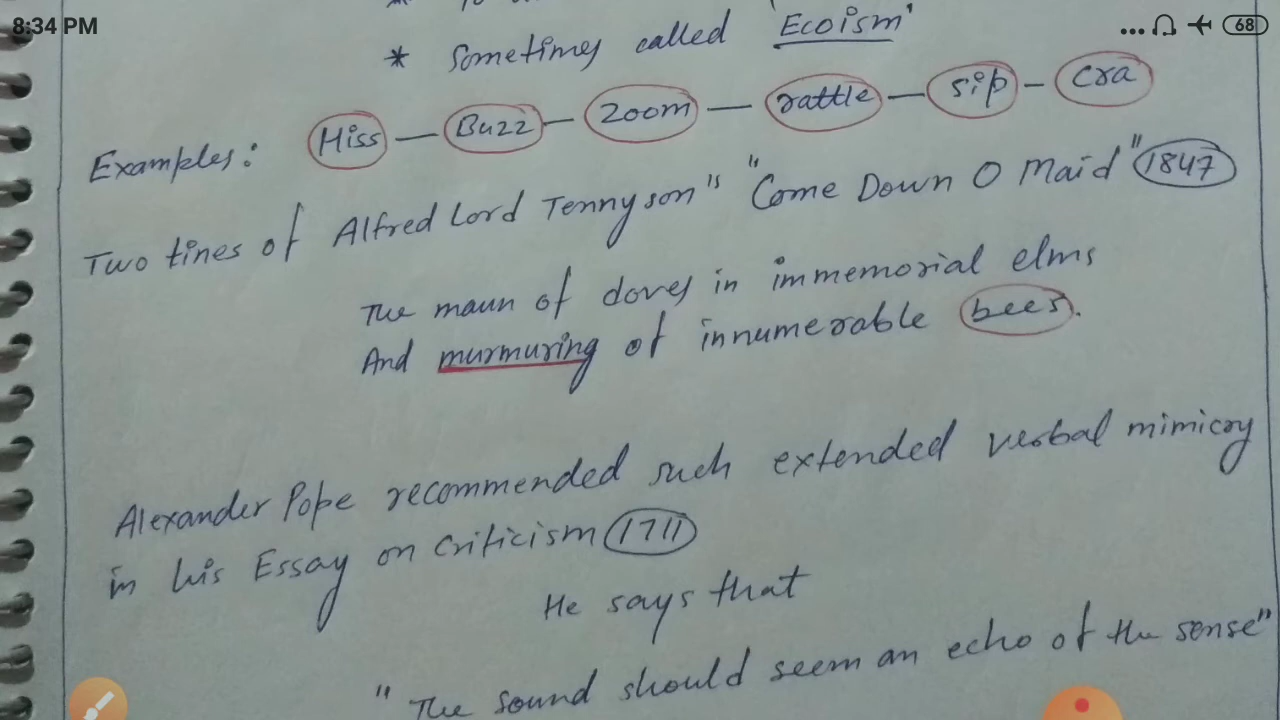 8:34 PM
... 68
* Sometimes called 'Ecoism'
Examples: Hiss — Buzz — Zoom — rattle — sip — Cra
Two tines of Alfred Lord Tennyson"s "Come Down O Maid" 1847
The maun of doves in immemorial elms
And murmuring of innumerable bees.
Alexander Pope recommended such extended verbal mimicry
in his Essay on Criticism 1711
He says that
"The sound should seem an echo of the sense"